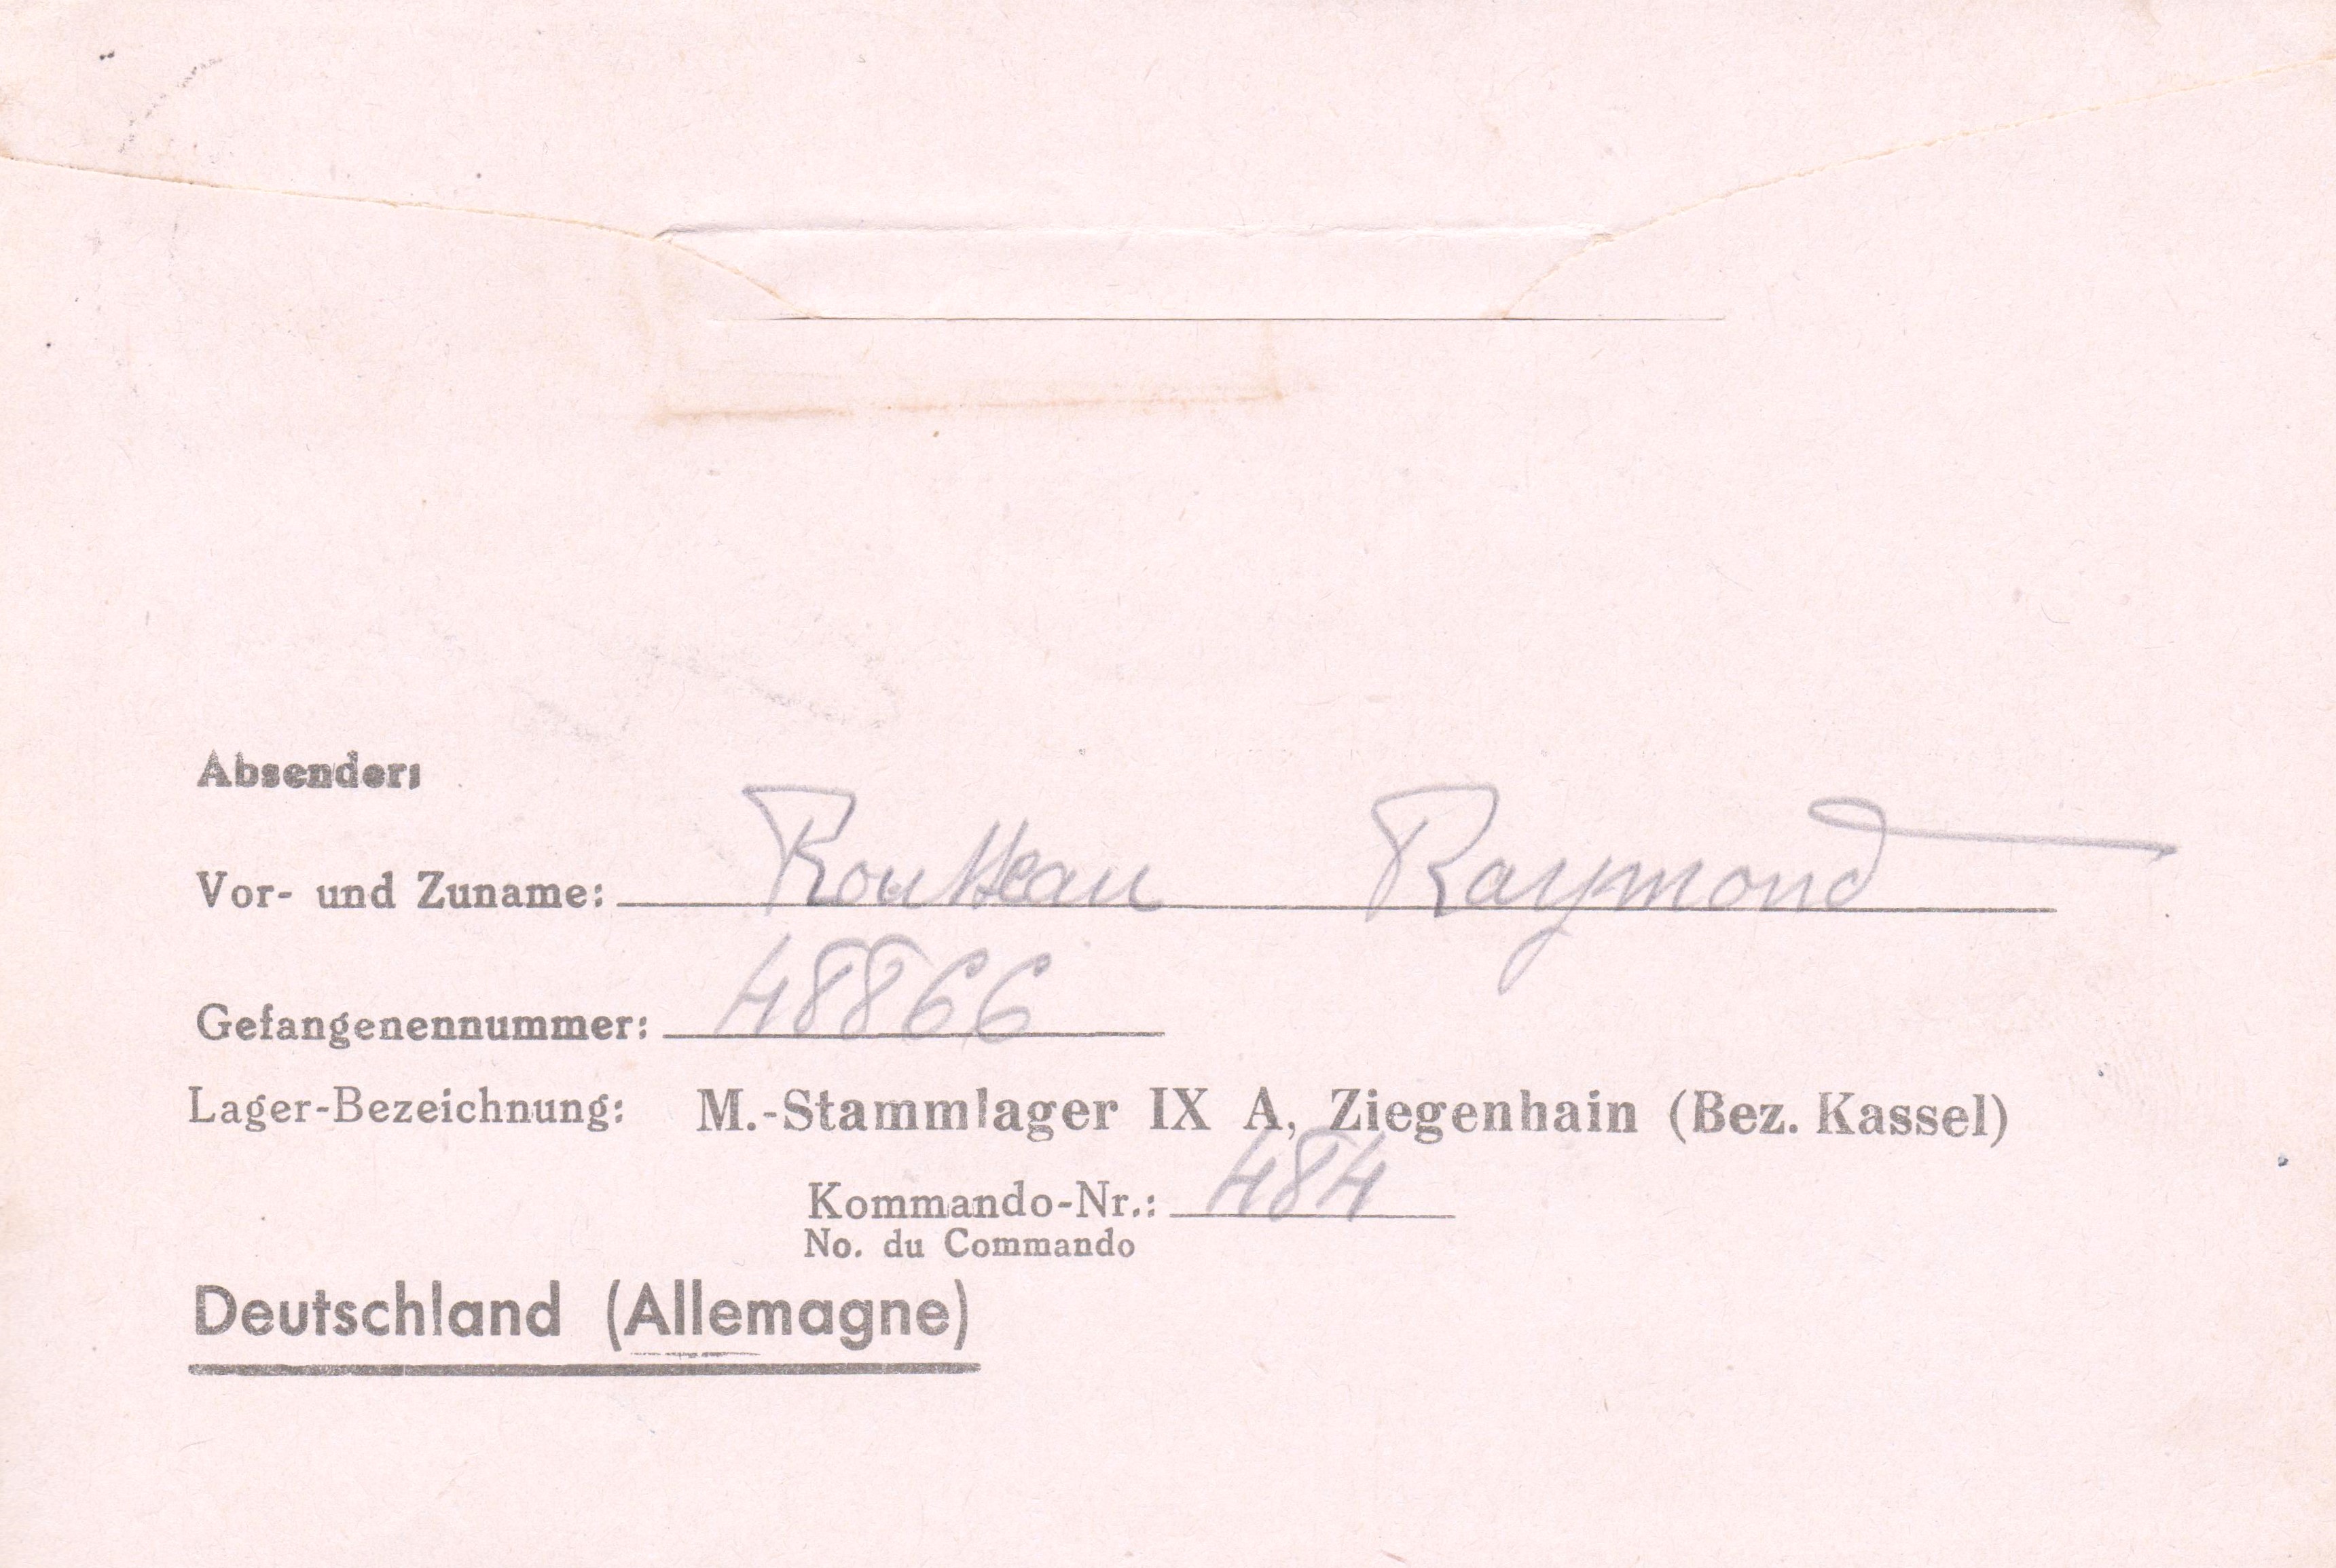 Absender:
Vor- und Zuname: Rousseau Raymond
Gefangenennummer: 48866
Lager-Bezeichnung: M.-Stammlager IX A, Ziegenhain (Bez. Kassel)
Kommando-Nr.: 484
No. du Commando
Deutschland (Allemagne)